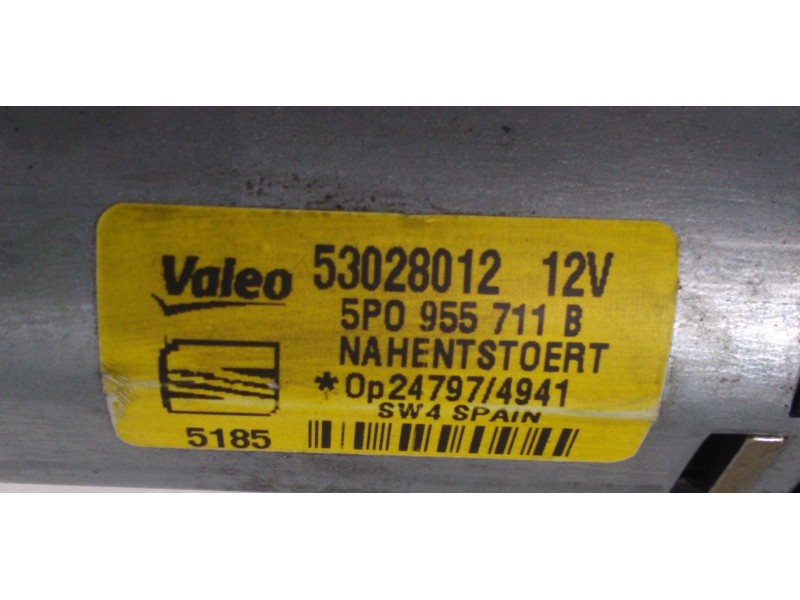 Valeo 53028012 12V
5P0 955 711 B
NAHENTSTOERT
*Op24797/4941
SW4 SPAIN
5185